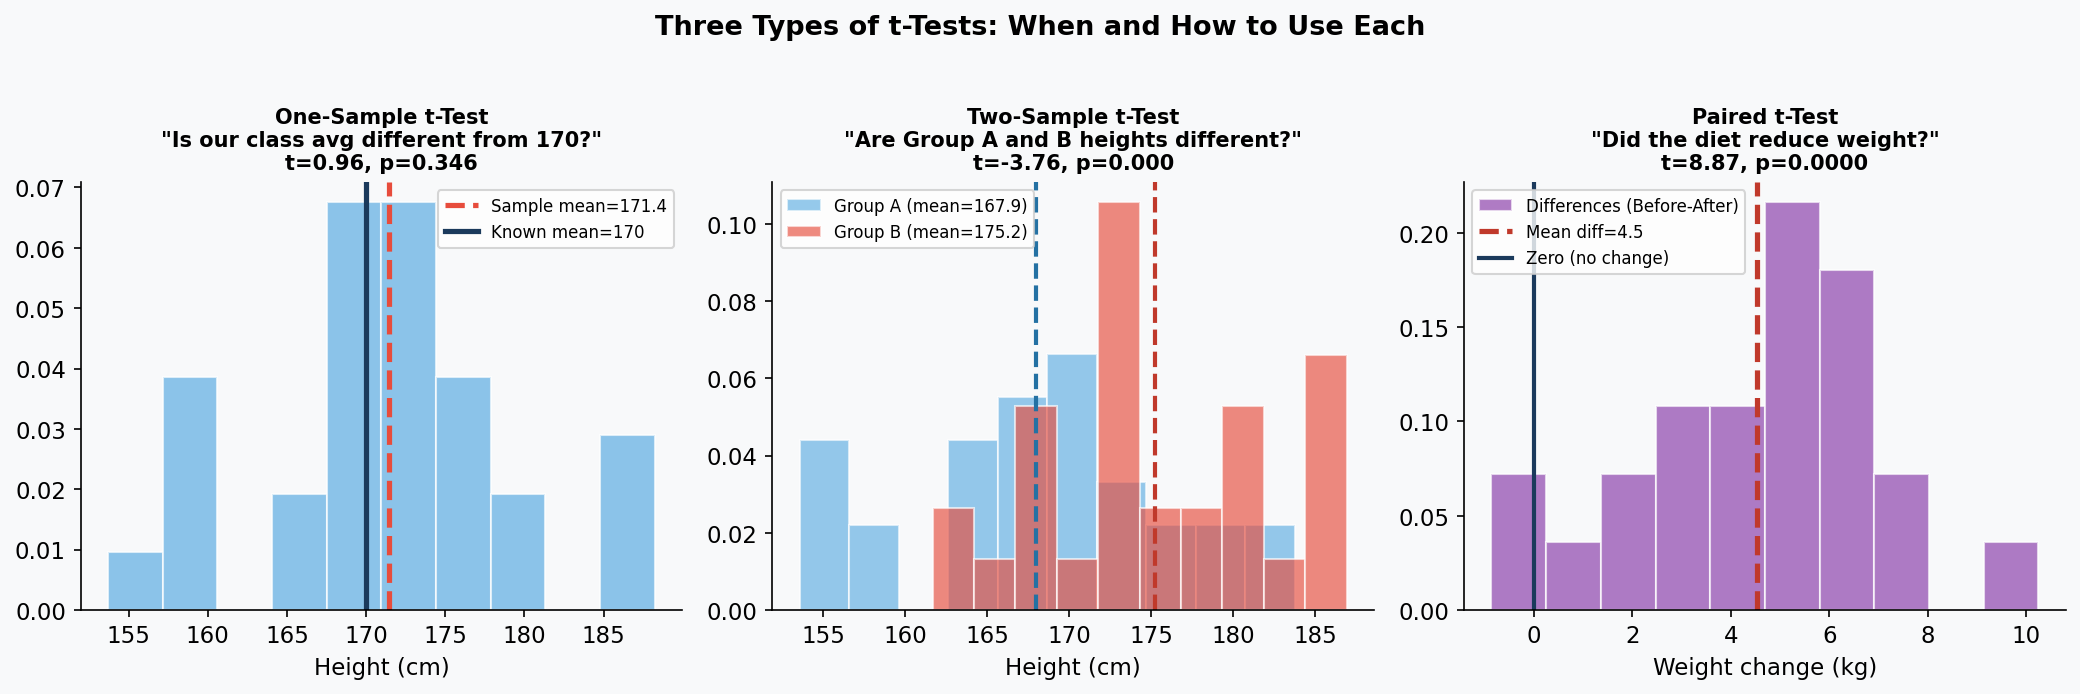 Three Types of t-Tests: When and How to Use Each
One-Sample t-Test
"Is our class avg different from 170?"
t=0.96, p=0.346
0.07
0.06
0.05
0.04
0.03
0.02
0.01
0.00
Sample mean=171.4
Known mean=170
155 160 165 170 175 180 185
Height (cm)
Two-Sample t-Test
"Are Group A and B heights different?"
t=-3.76, p=0.000
0.10
0.08
0.06
0.04
0.02
0.00
Group A (mean=167.9)
Group B (mean=175.2)
155 160 165 170 175 180 185
Height (cm)
Paired t-Test
"Did the diet reduce weight?"
t=8.87, p=0.0000
0.20
0.15
0.10
0.05
0.00
Differences (Before-After)
Mean diff=4.5
Zero (no change)
0 2 4 6 8 10
Weight change (kg)